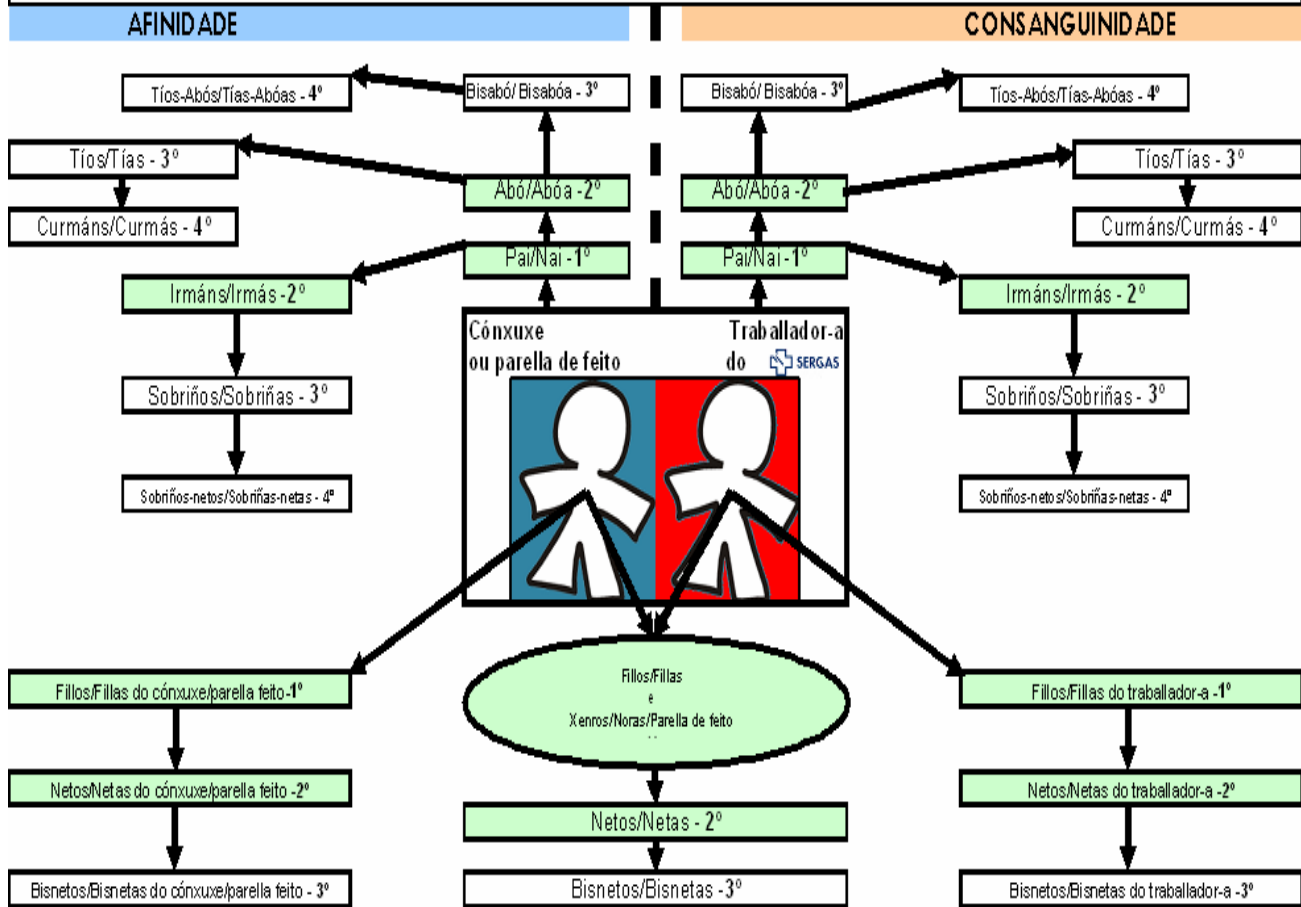 AFINIDADE
CONSANGUINIDADE
Tíos-Abós/Tías-Abóas - 4º
Bisabó/Bisabóa - 3º
Bisabó/Bisabóa - 3º
Tíos-Abós/Tías-Abóas - 4º
Tíos/Tías - 3º
Tíos/Tías - 3º
Abó/Abóa -2º
Abó/Abóa -2º
Curmáns/Curmás - 4º
Curmáns/Curmás - 4º
Pai/Nai -1º
Pai/Nai -1º
Irmáns/Irmás -2º
Irmáns/Irmás - 2º
Cónxuxe
ou parella de feito
Traballador-a
do SERGAS
Sobriños/Sobriñas - 3º
Sobriños/Sobriñas - 3º
Sobriños-netos/Sobriñas-netas - 4º
Sobriños-netos/Sobriñas-netas - 4º
Fillos/Fillas do cónxuxe/parella feito-1º
Fillos/Fillas
e
Xenros/Noras/Parella de feito
Fillos/Fillas do traballador-a -1º
Netos/Netas do cónxuxe/parella feito -2º
Netos/Netas do traballador-a -2º
Netos/Netas - 2º
Bisnetos/Bisnetas do cónxuxe/parella feito - 3º
Bisnetos/Bisnetas -3º
Bisnetos/Bisnetas do traballador-a -3º